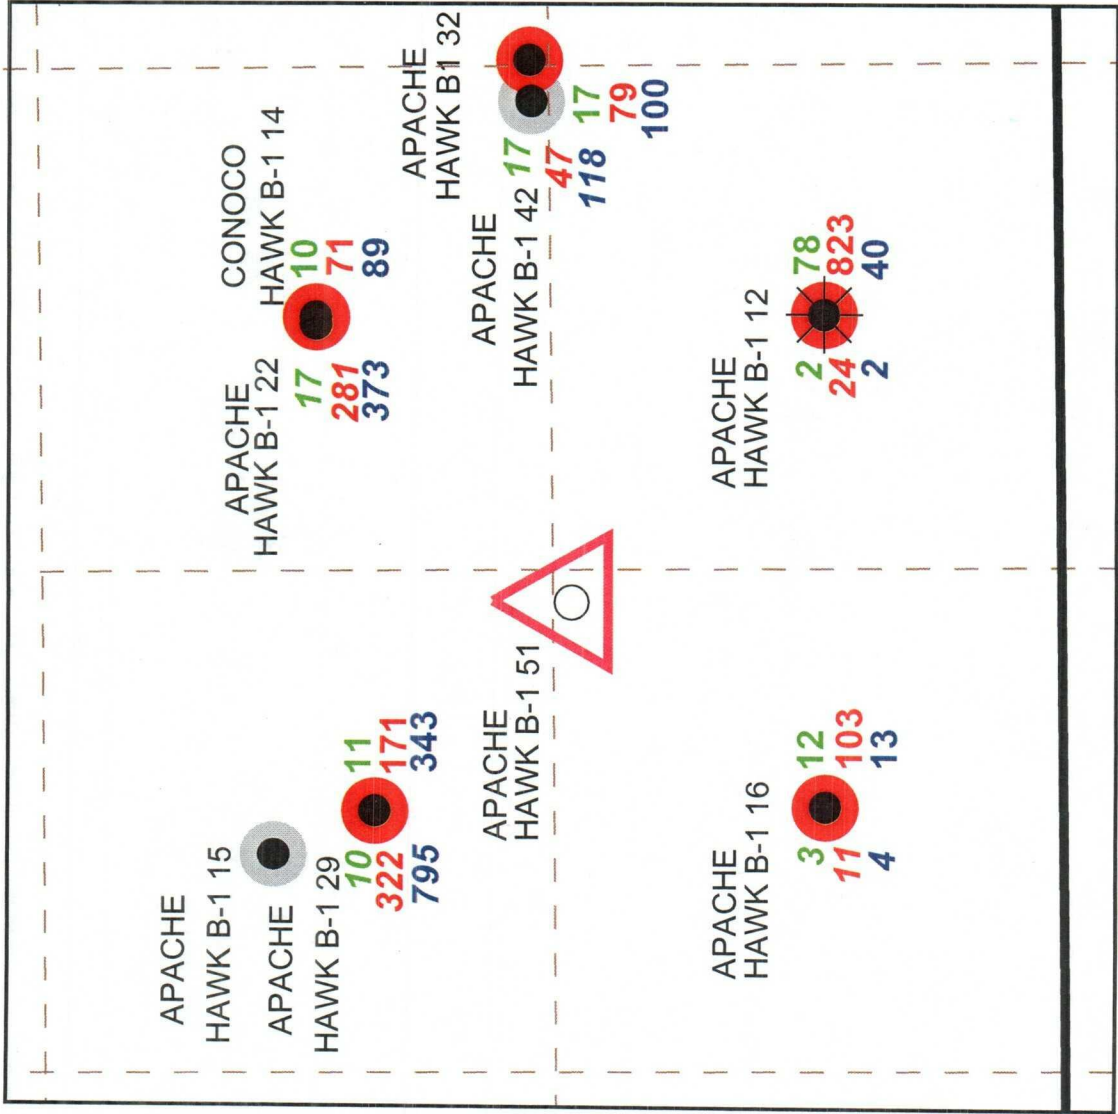 APACHE
HAWK B-1 15
APACHE
HAWK B-1 29
10
322
795
11
171
343
APACHE
HAWK B-1 22
17
281
373
CONOCO
HAWK B-1 14
10
71
89
APACHE
HAWK B1 32
APACHE
HAWK B-1 42
17
47
118
17
79
100
APACHE
HAWK B-1 51
APACHE
HAWK B-1 16
3
11
4
12
103
13
APACHE
HAWK B-1 12
2
24
2
78
823
40